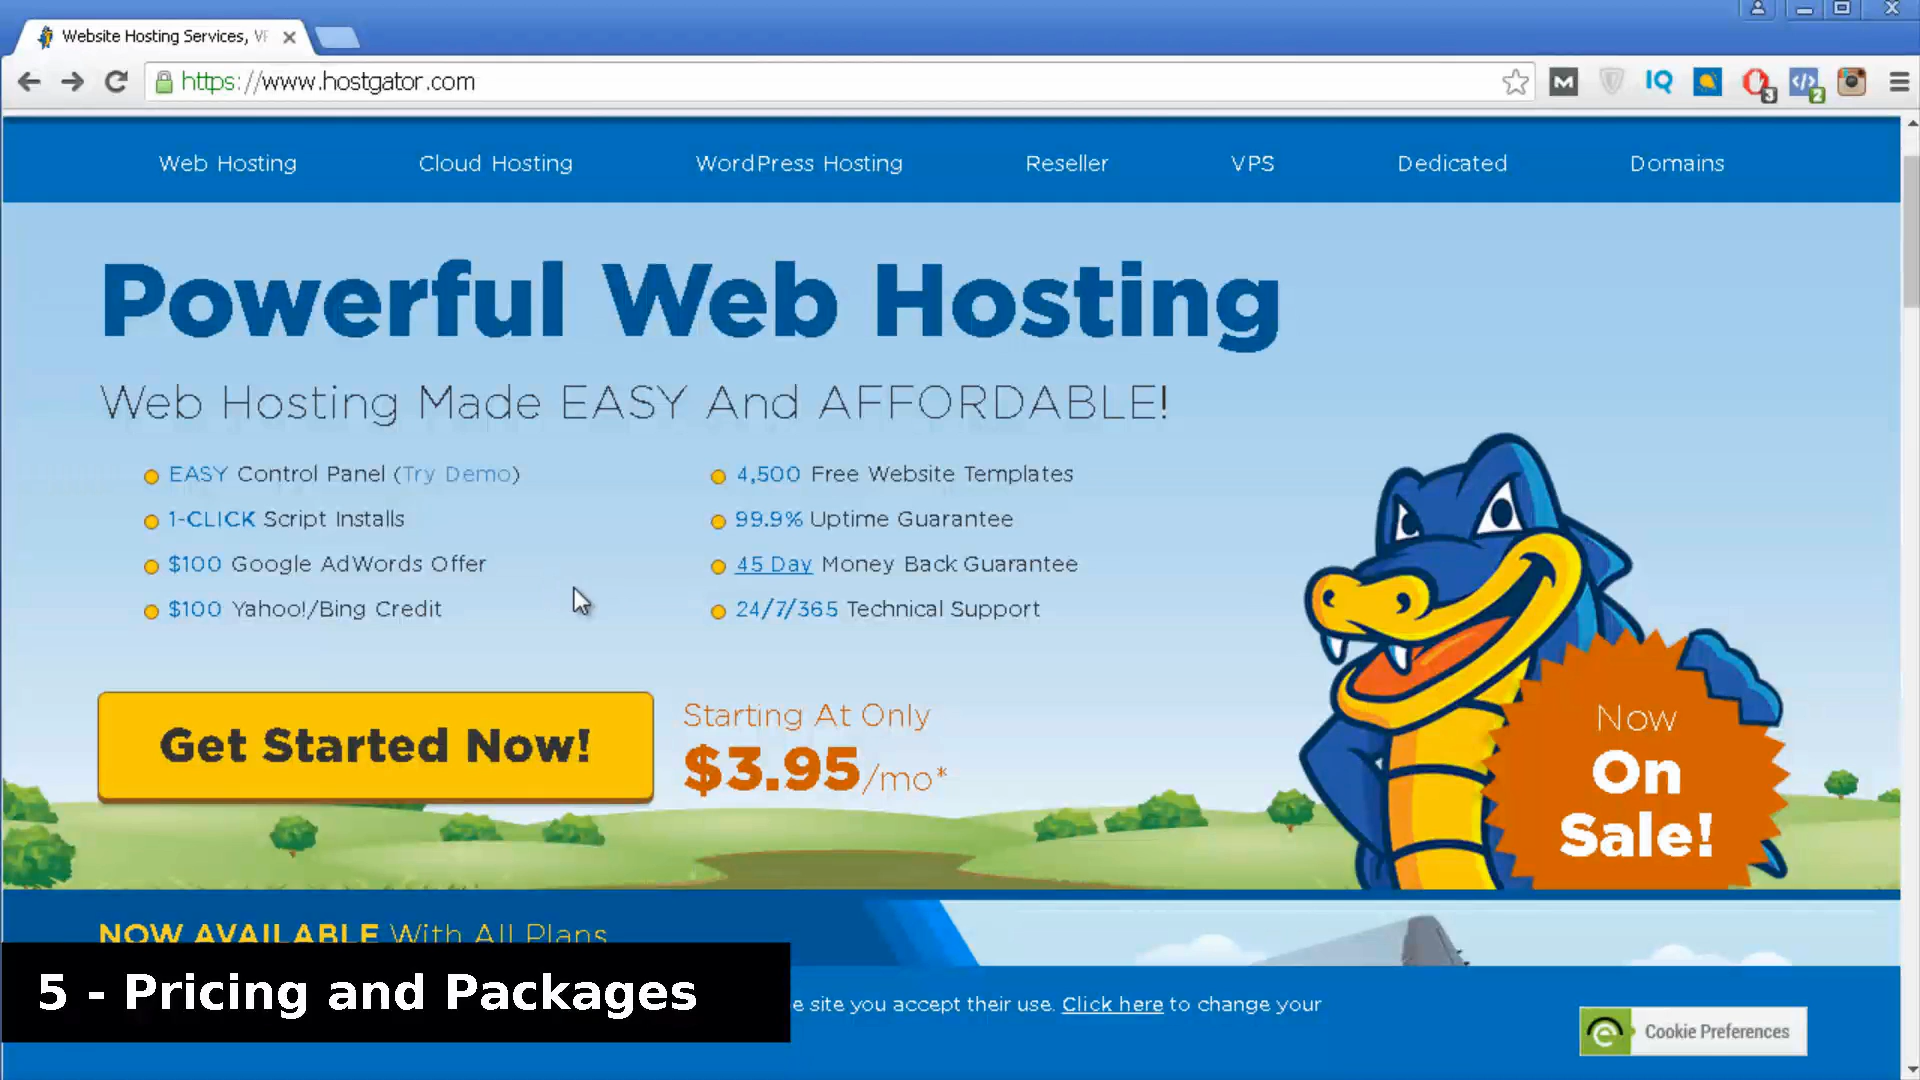 Website Hosting Services, VP
https://www.hostgator.com
M
IQ
3
2
Web Hosting
Cloud Hosting
WordPress Hosting
Reseller
VPS
Dedicated
Domains
Powerful Web Hosting
Web Hosting Made EASY And AFFORDABLE!
EASY Control Panel (Try Demo)
1-CLICK Script Installs
$100 Google AdWords Offer
$100 Yahoo!/Bing Credit
4,500 Free Website Templates
99.9% Uptime Guarantee
45 Day Money Back Guarantee
24/7/365 Technical Support
Get Started Now!
Starting At Only
$3.95/mo*
Now
On
Sale!
NOW AVAILABLE With All Plans
5 - Pricing and Packages
e site you accept their use. Click here to change your
Cookie Preferences